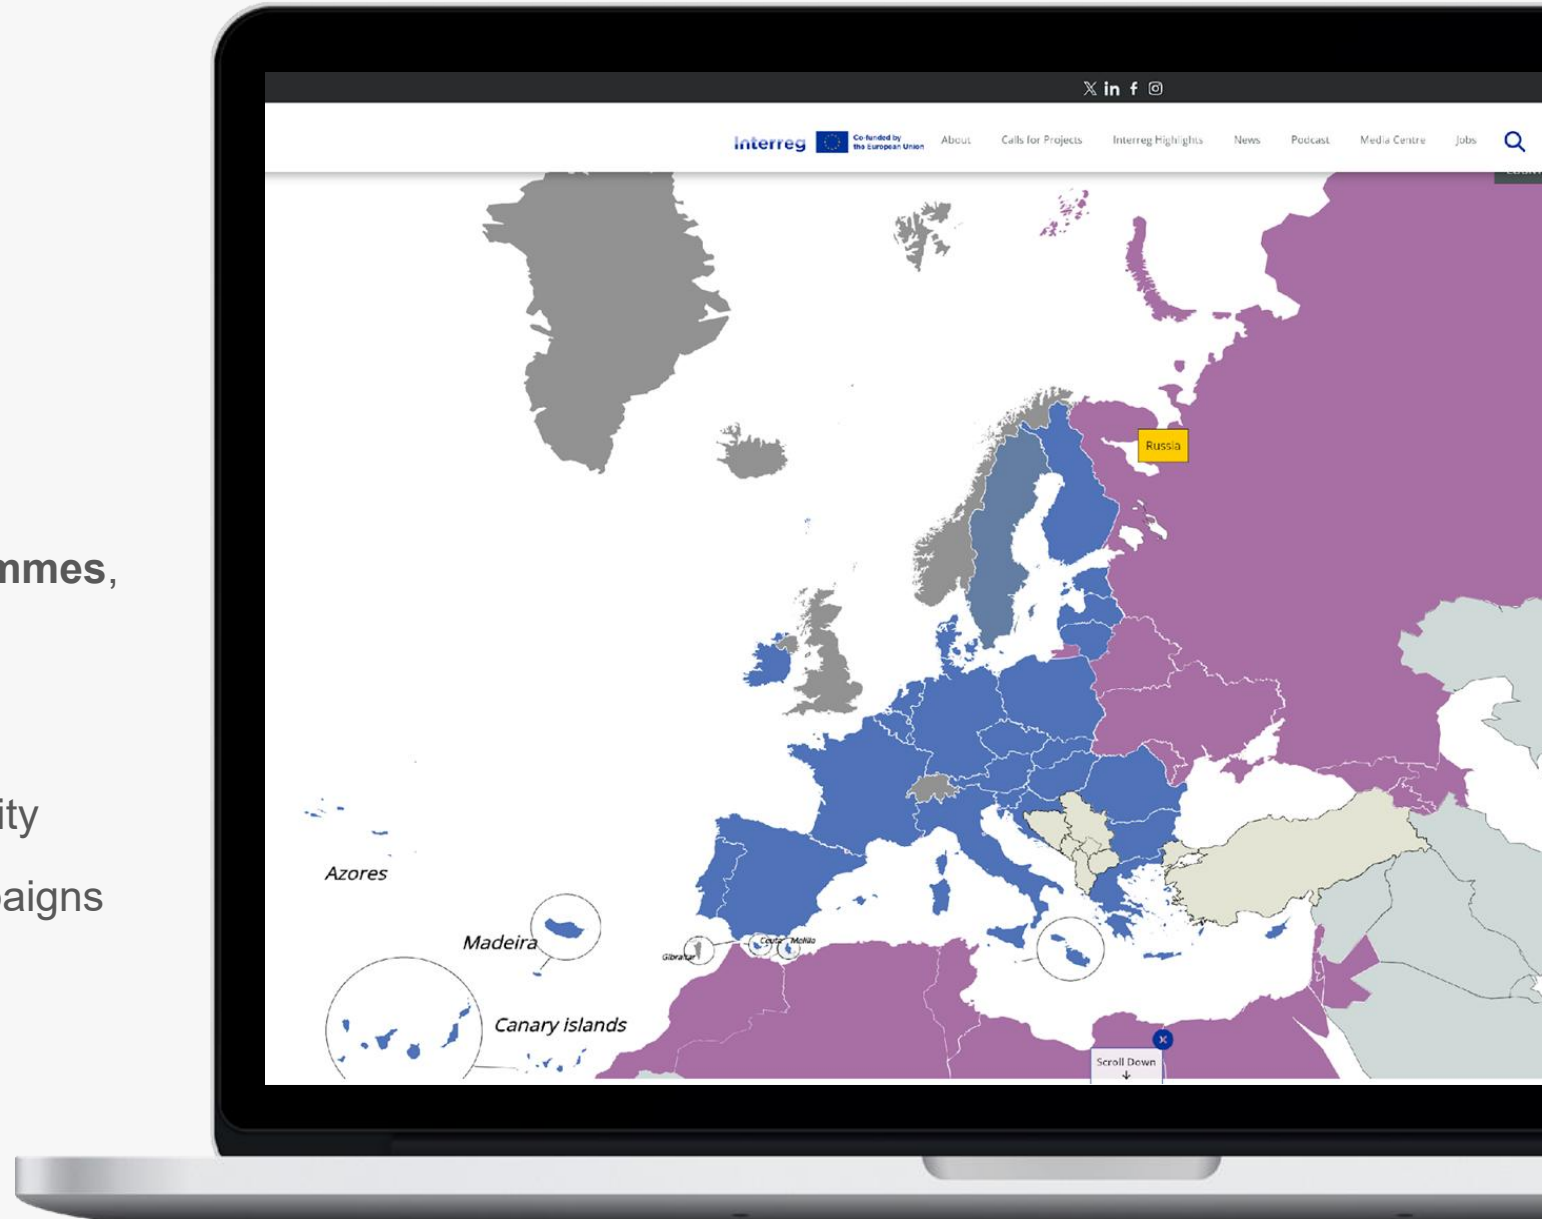 mmes,
ity
aigns
X in f
Interreg
Co-funded by
the European Union
About
Calls for Projects
Interreg Highlights
News
Podcast
Media Centre
Jobs
Russia
Azores
Madeira
Gibraltar
Ceuta
Melilla
Canary islands
Scroll Down
↓